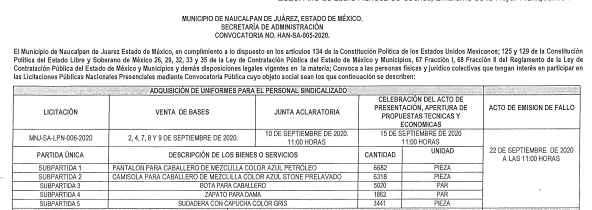 MUNICIPIO DE NAUCALPAN DE JUÁREZ, ESTADO DE MÉXICO.
SECRETARÍA DE ADMINISTRACIÓN
CONVOCATORIA NO. HAN-SA-005-2020.
El Municipio de Naucalpan de Juarez Estado de México, en cumplimiento a lo dispuesto en los articulos 134 de la Constitución Política de los Estados Unidos Mexicanos; 125 y 129 de la Constitución
Política del Estado Libre y Soberano de México 26, 29, 32, 33 y 35 de la Ley de Contratación Pública del Estado de México y Municipios, 67 Fracción I, 68 Fracción II del Reglamento de la Ley de
Contratación Pública del Estado de México y Municipios y demás disposiciones legales vigentes en la materia; Convoca a las personas físicas y jurídico colectivas que tengan interés en participar en
las Licitaciones Públicas Nacionales Presenciales mediante Convocatoria Pública cuyo objeto social sean los que continuación se describen:
ADQUISICIÓN DE UNIFORMES PARA EL PERSONAL SINDICALIZADO
LICITACIÓN VENTA DE BASES JUNTA ACLARATORIA CELEBRACIÓN DEL ACTO DE PRESENTACIÓN, APERTURA DE PROPUESTAS TECNICAS Y ECONOMICAS ACTO DE EMISION DE FALLO
MNJ-SA-LPN-006-2020 2, 4, 7, 8 Y 9 DE SEPTIEMBRE DE 2020. 10 DE SEPTIEMBRE DE 2020. 11:00 HORAS 15 DE SEPTIEMBRE DE 2020 11:00 HORAS 22 DE SEPTIEMBRE DE 2020 A LAS 11:00 HORAS
PARTIDA ÚNICA DESCRIPCIÓN DE LOS BIENES O SERVICIOS CANTIDAD UNIDAD
SUBPARTIDA 1 PANTALON PARA CABALLERO DE MEZCLILLA COLOR AZUL PETRÓLEO 6682 PIEZA
SUBPARTIDA 2 CAMISOLA PARA CABALLERO DE MEZCLILLA COLOR AZUL STONE PRELAVADO 6318 PIEZA
SUBPARTIDA 3 BOTA PARA CABALLERO 5020 PAR
SUBPARTIDA 4 ZAPATO PARA DAMA 1862 PAR
SUBPARTIDA 5 SUDADERA CON CAPUCHA COLOR GRIS 3441 PIEZA